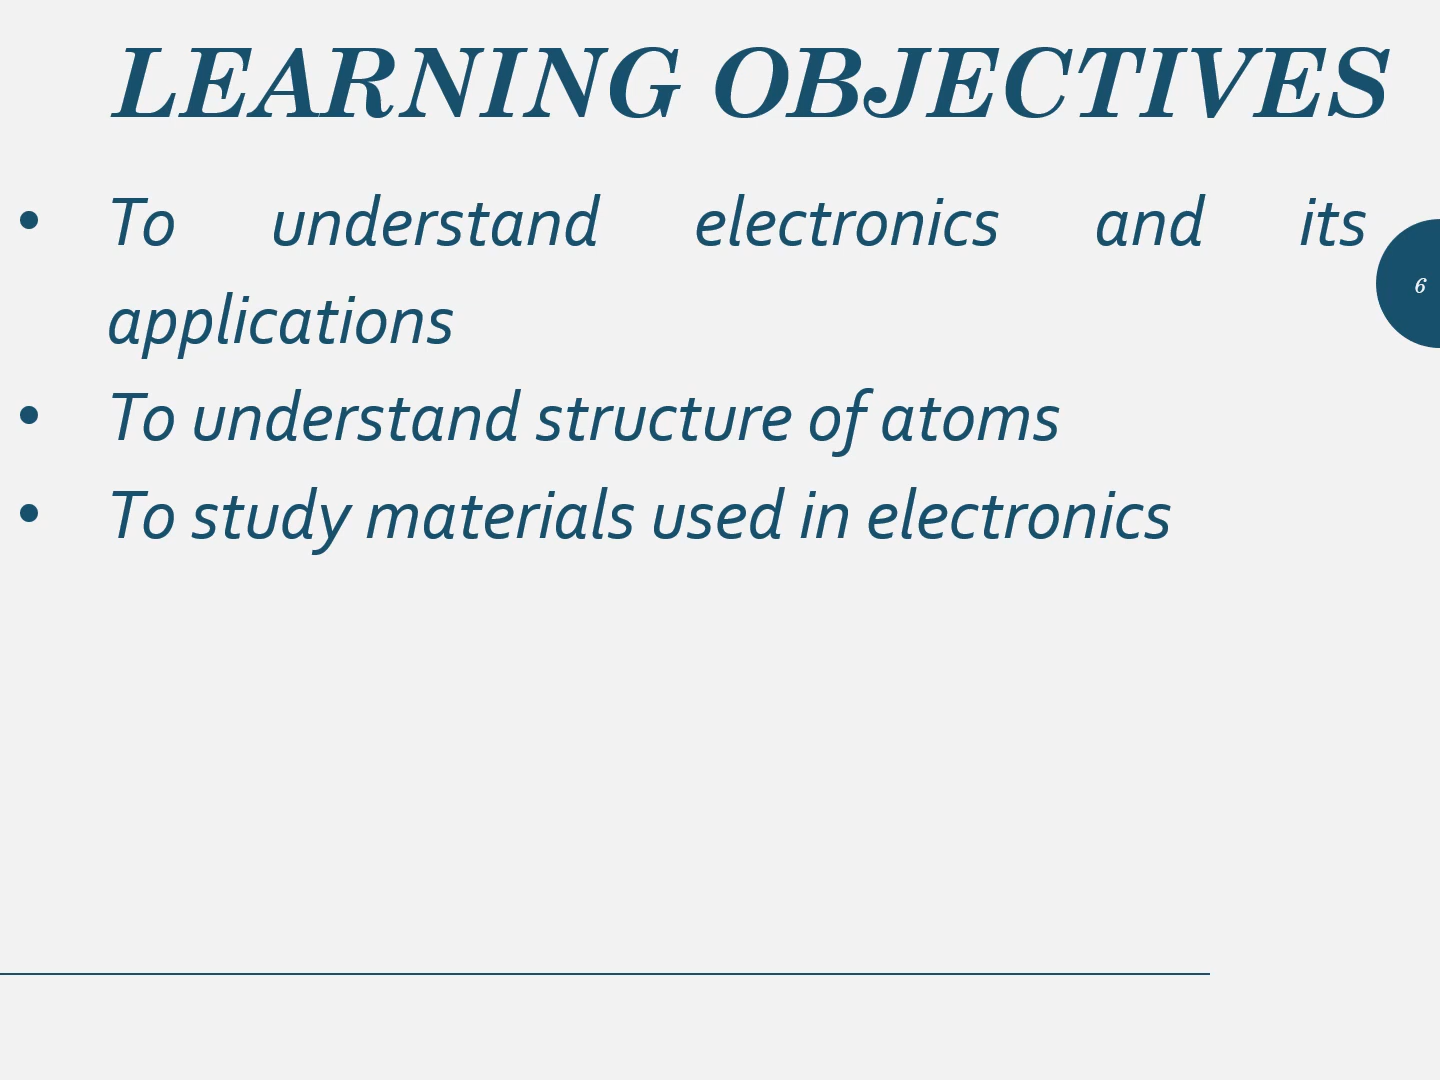 LEARNING OBJECTIVES
• To understand electronics and its
applications
6
• To understand structure of atoms
• To study materials used in electronics